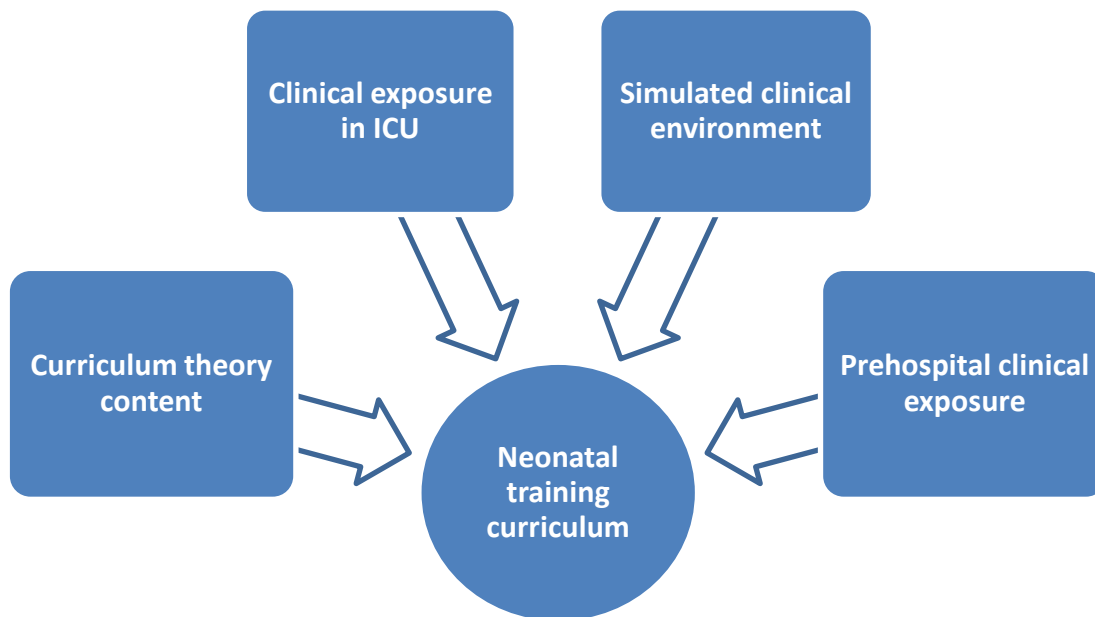 Clinical exposure
in ICU
Simulated clinical
environment
Curriculum theory
content
Prehospital clinical
exposure
Neonatal
training
curriculum